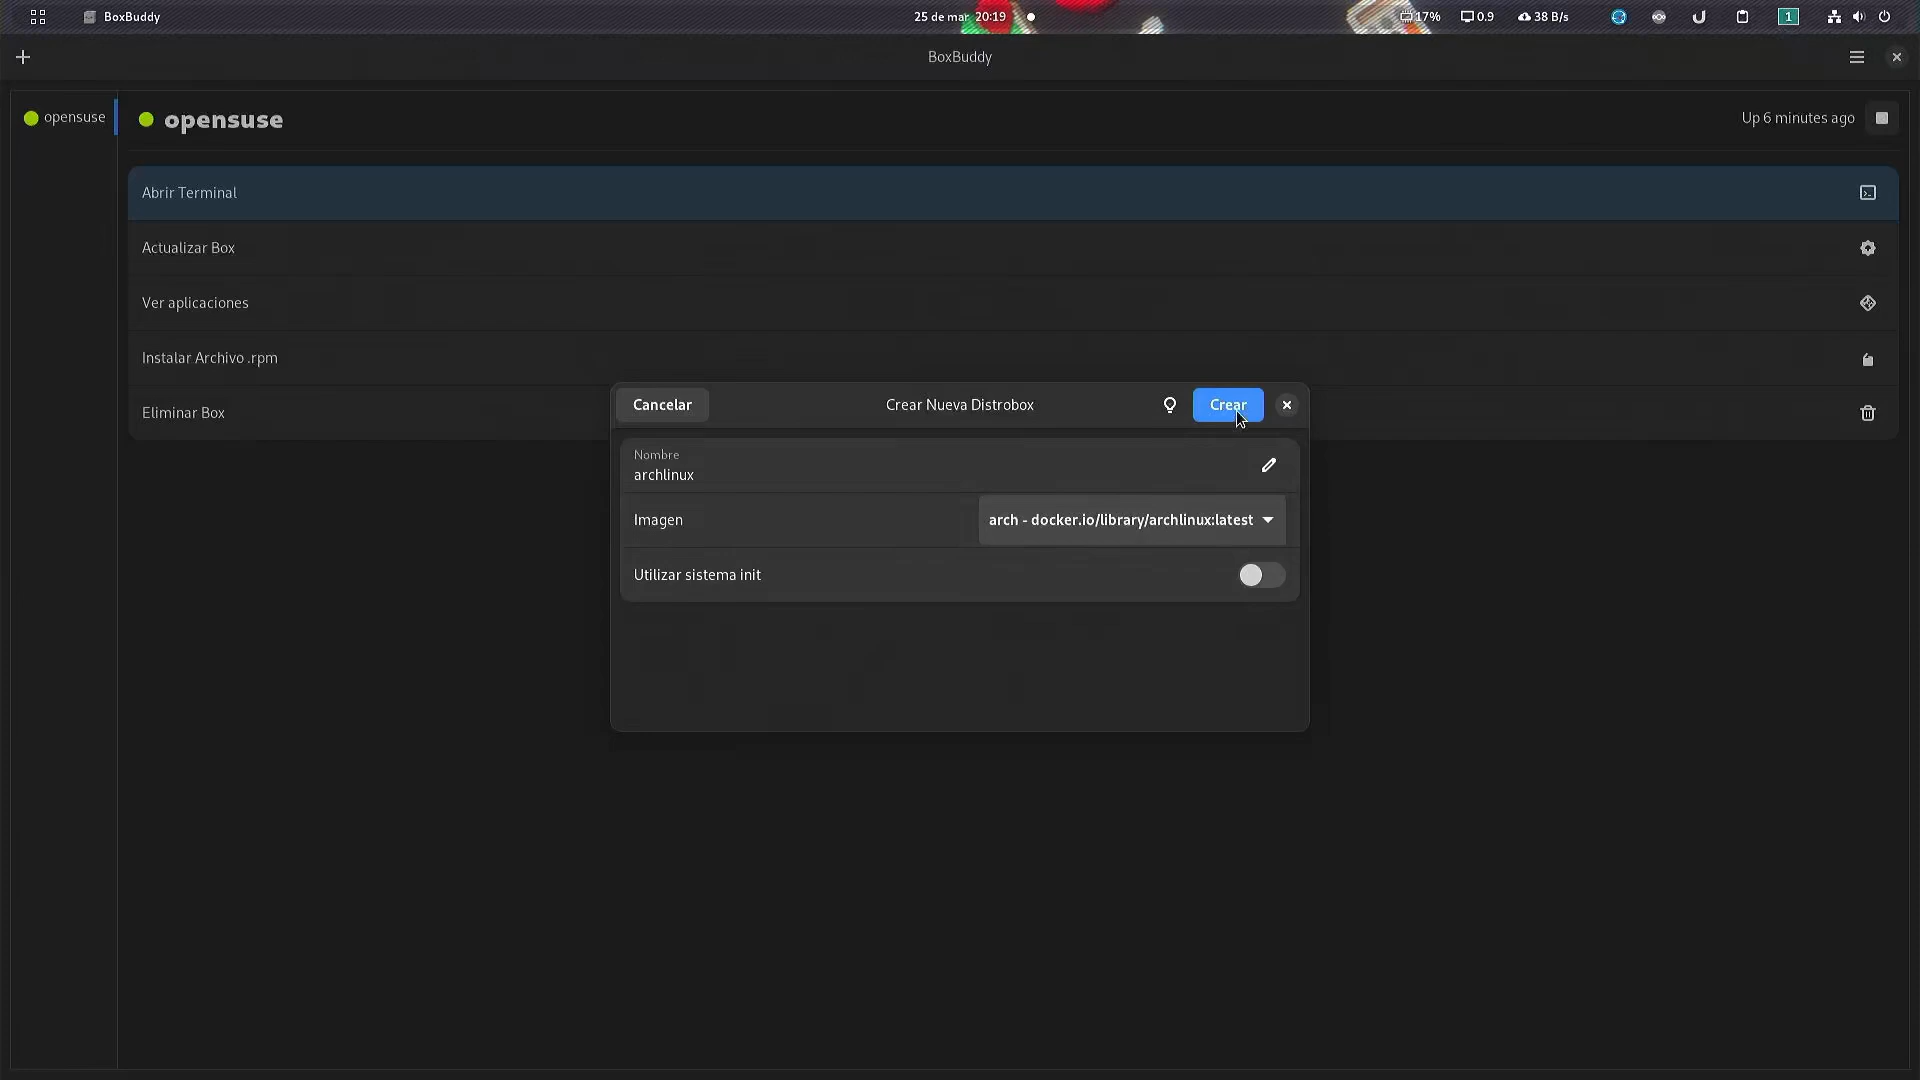 BoxBuddy
25 de mar 20:19
17%
0.9
38 B/s
1
BoxBuddy
opensuse
opensuse
Up 6 minutes ago
Abrir Terminal
Actualizar Box
Ver aplicaciones
Instalar Archivo .rpm
Eliminar Box
Cancelar
Crear Nueva Distrobox
Crear
Nombre
archlinux
Imagen
arch - docker.io/library/archlinux:latest
Utilizar sistema init